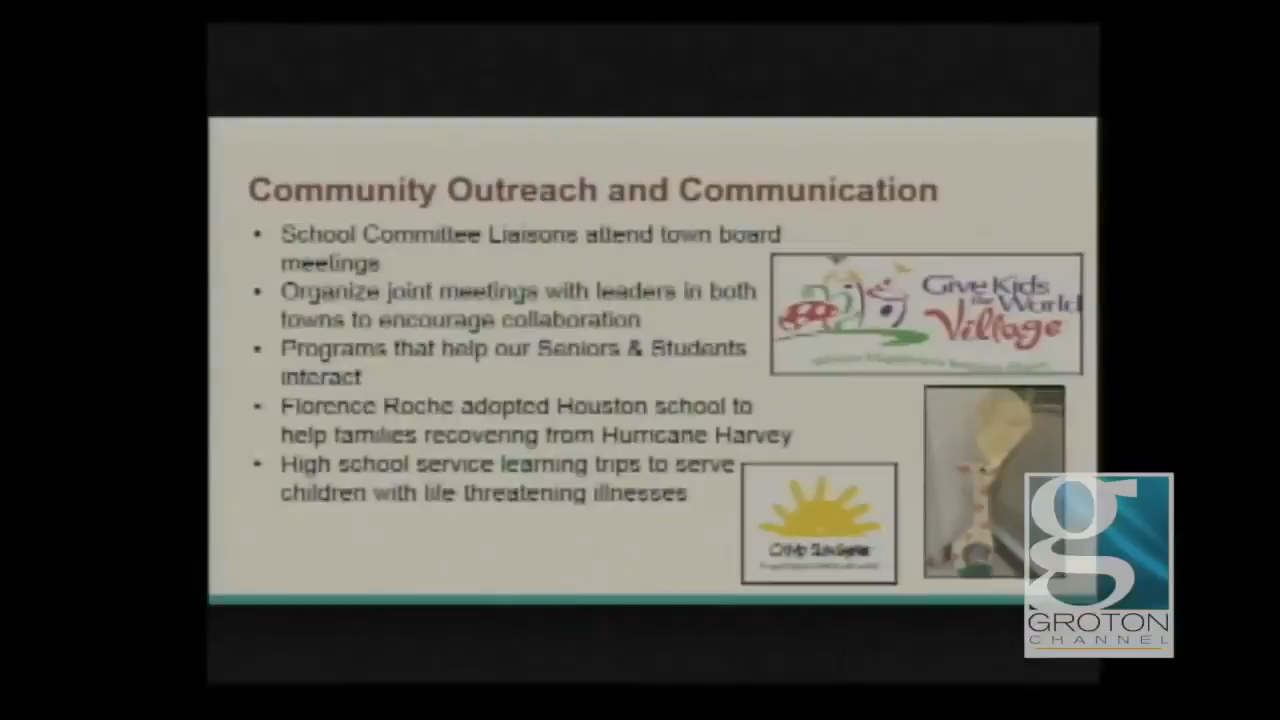 Community Outreach and Communication
• School Committee Liaisons attend town board
meetings
• Organize joint meetings with leaders in both
towns to encourage collaboration
• Programs that help our Seniors & Students
interact
• Florence Roche adopted Houston school to
help families recovering from Hurricane Harvey
• High school service learning trips to serve
children with life threatening illnesses
Give Kids
the World
Village
Camp Sunshine
g
GROTON
CHANNEL